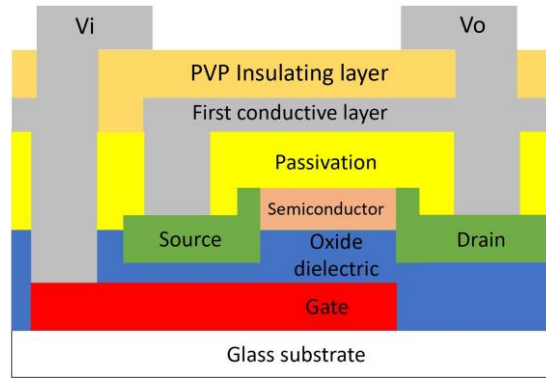 Vi
Vo
PVP Insulating layer
First conductive layer
Passivation
Semiconductor
Source
Oxide
dielectric
Drain
Gate
Glass substrate